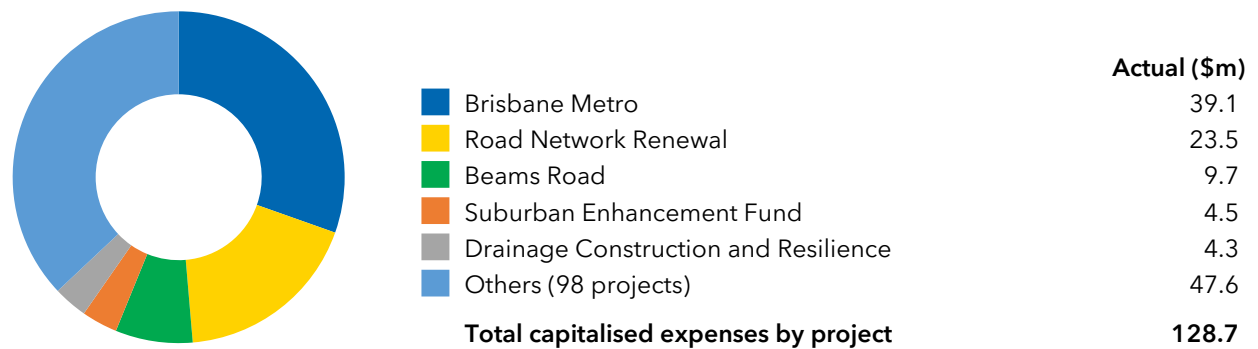 Actual ($m)
Brisbane Metro 39.1
Road Network Renewal 23.5
Beams Road 9.7
Suburban Enhancement Fund 4.5
Drainage Construction and Resilience 4.3
Others (98 projects) 47.6
Total capitalised expenses by project 128.7